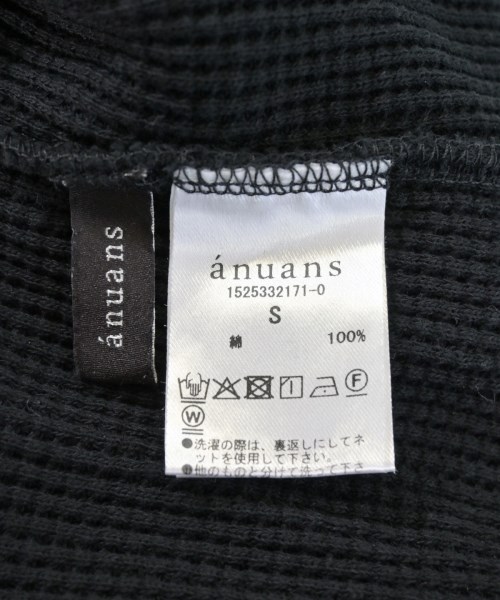 ánuans
ánuans
1525332171-0
S
綿 100%
F
W
●洗濯の際は、裏返しにしてネ
ットを使用して下さい。
●他のものと分けて洗って下さ